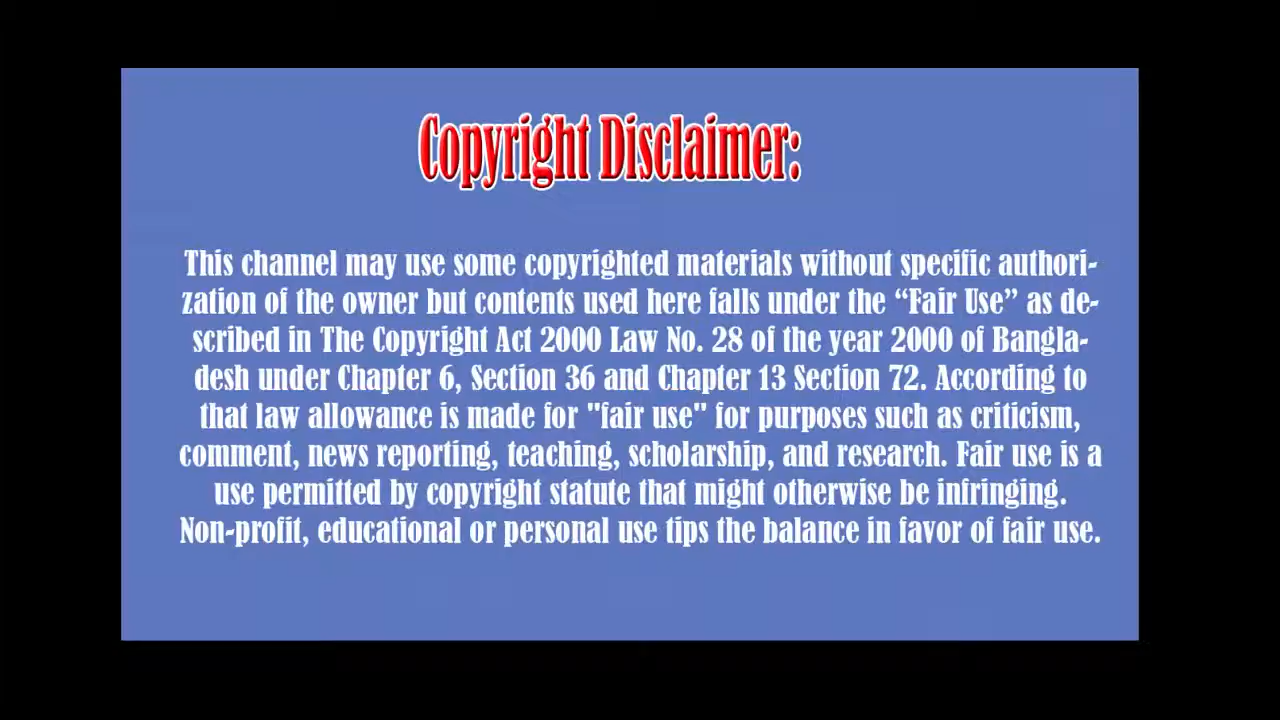 Copyright Disclaimer:
This channel may use some copyrighted materials without specific authori-
zation of the owner but contents used here falls under the “Fair Use” as de-
scribed in The Copyright Act 2000 Law No. 28 of the year 2000 of Bangla-
desh under Chapter 6, Section 36 and Chapter 13 Section 72. According to
that law allowance is made for "fair use" for purposes such as criticism,
comment, news reporting, teaching, scholarship, and research. Fair use is a
use permitted by copyright statute that might otherwise be infringing.
Non-profit, educational or personal use tips the balance in favor of fair use.